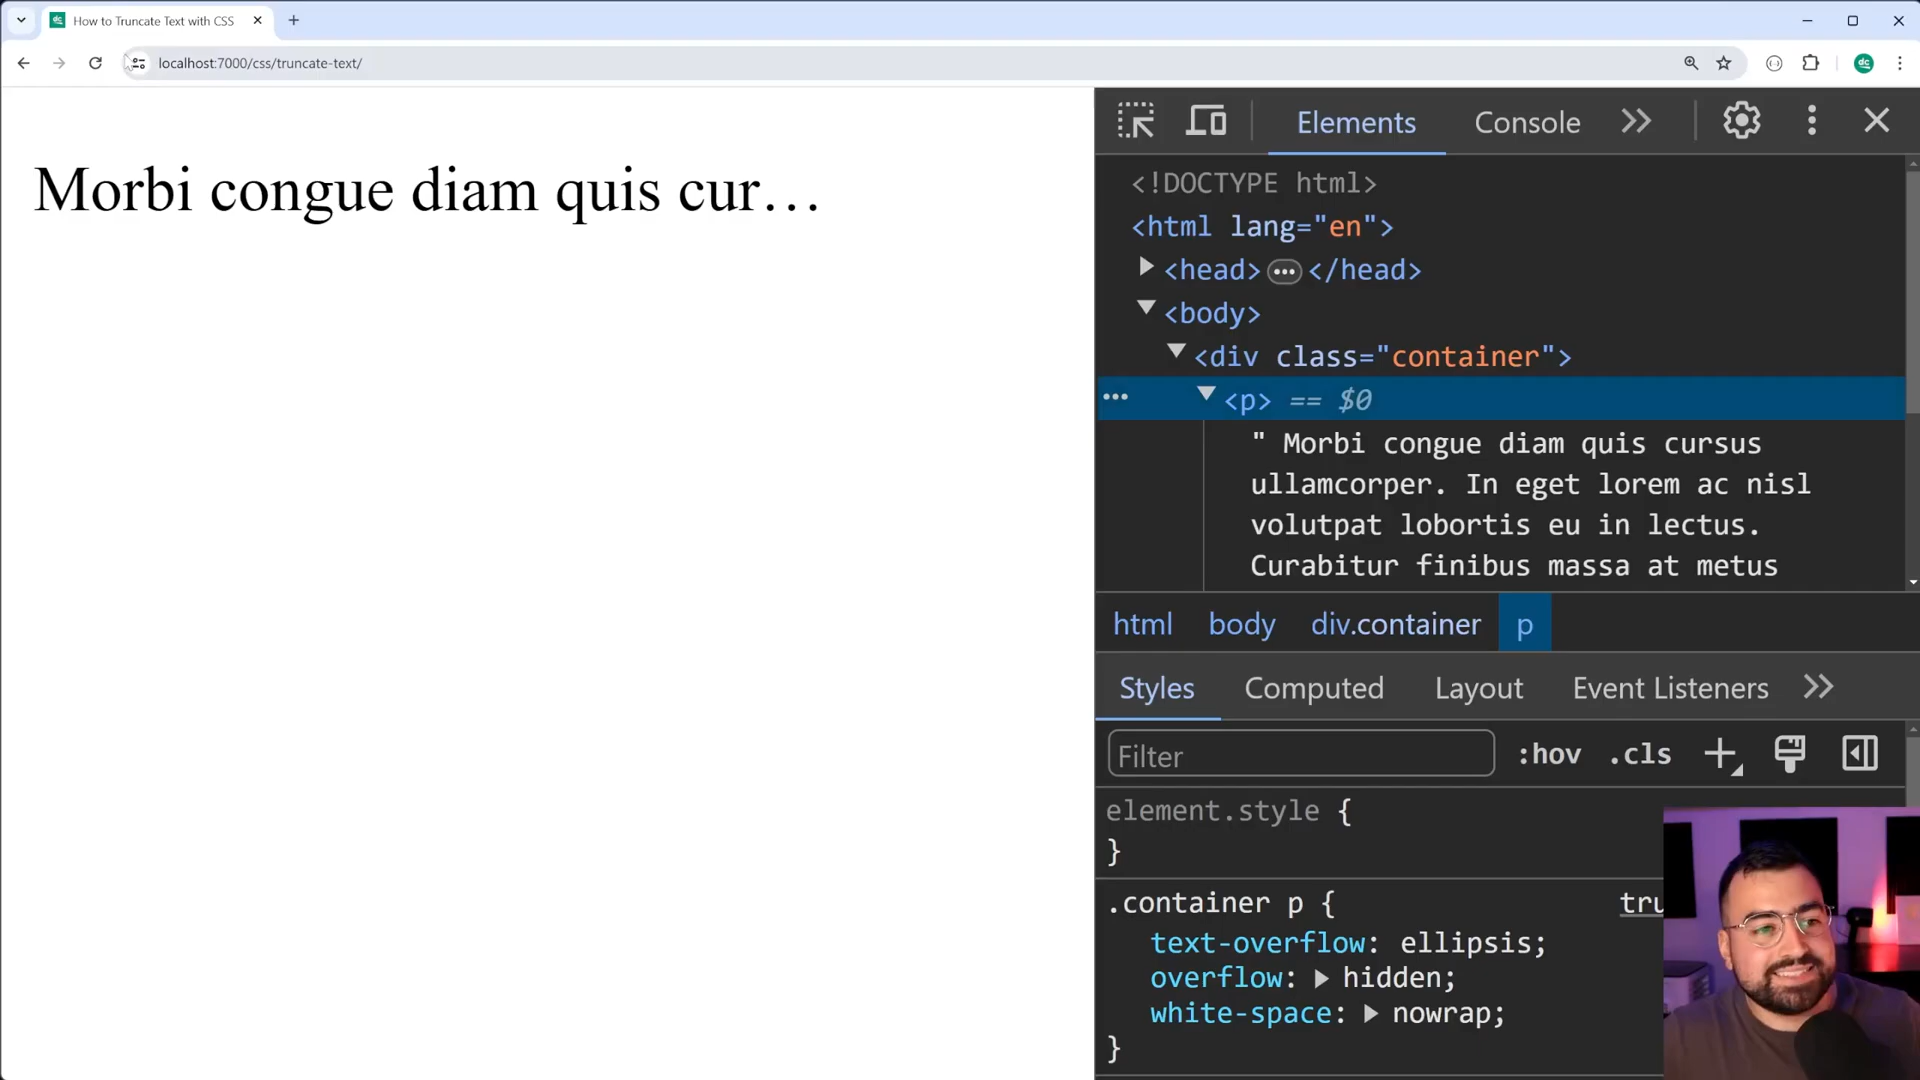 How to Truncate Text with CSS
localhost:7000/css/truncate-text/
Morbi congue diam quis cur…
Elements Console
<!DOCTYPE html>
<html lang="en">
<head> ••• </head>
<body>
<div class="container">
••• <p> == $0
" Morbi congue diam quis cursus
ullamcorper. In eget lorem ac nisl
volutpat lobortis eu in lectus.
Curabitur finibus massa at metus
html body div.container p
Styles Computed Layout Event Listeners
Filter :hov .cls
element.style {
}
.container p { tru
text-overflow: ellipsis;
overflow: hidden;
white-space: nowrap;
}